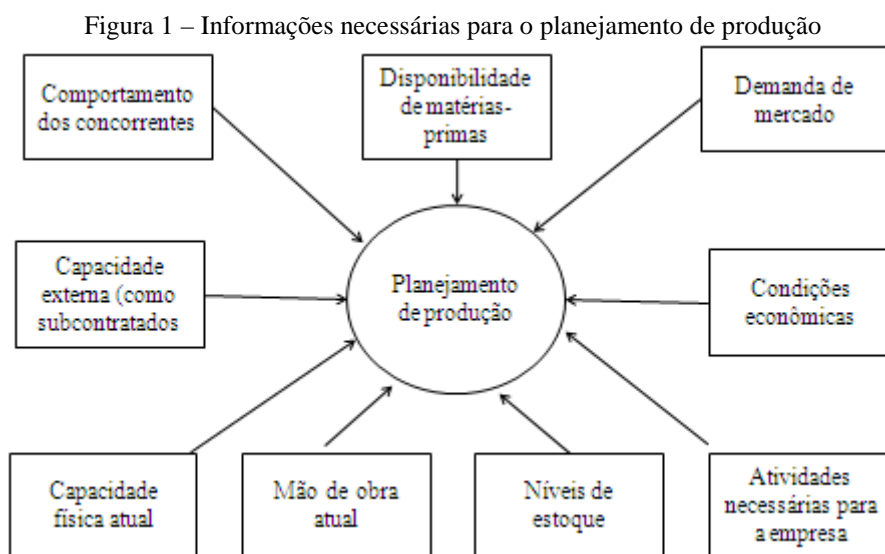 Figura 1 – Informações necessárias para o planejamento de produção
Comportamento
dos concorrentes
Disponibilidade
de matérias-
primas
Demanda de
mercado
Capacidade
externa (como
subcontratados
Planejamento
de produção
Condições
econômicas
Capacidade
física atual
Mão de obra
atual
Níveis de
estoque
Atividades
necessárias para
a empresa